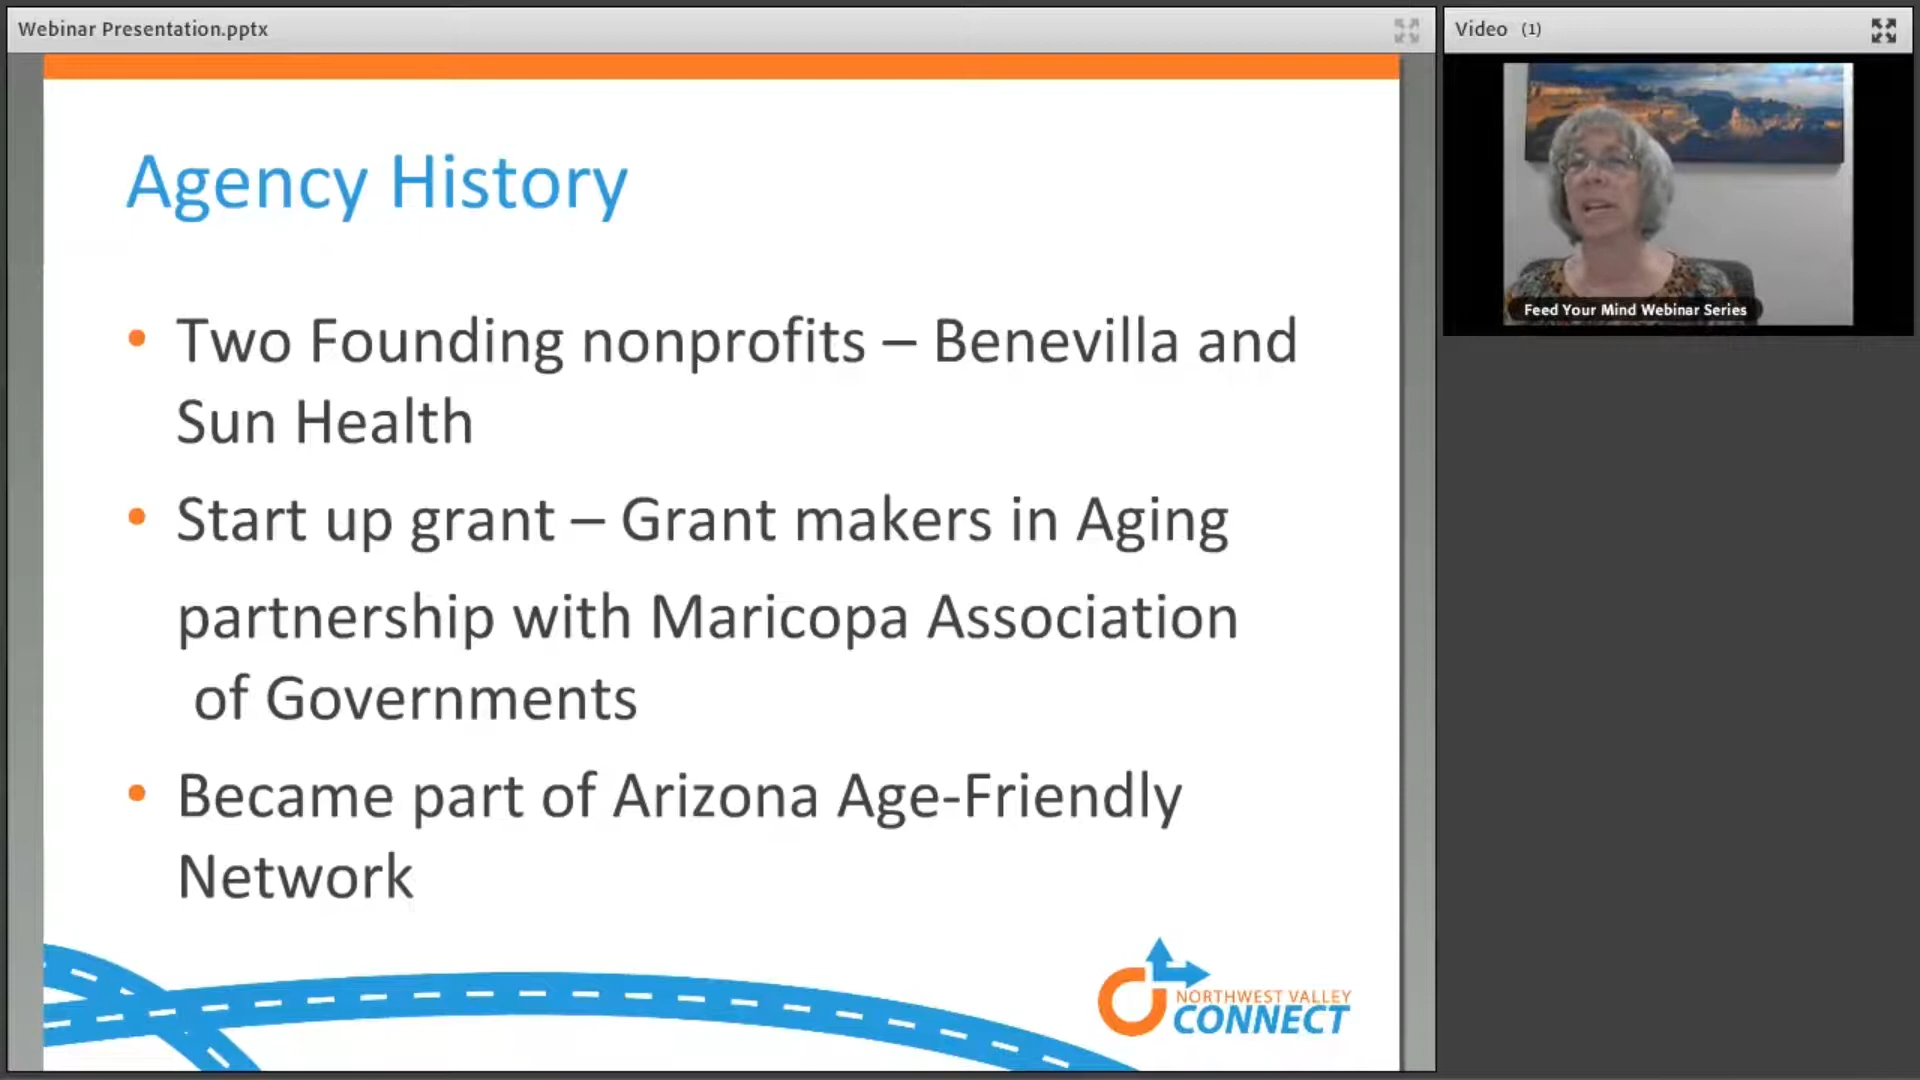 Webinar Presentation.pptx
Video (1)
Feed Your Mind Webinar Series
Agency History
• Two Founding nonprofits – Benevilla and
Sun Health
• Start up grant – Grant makers in Aging
partnership with Maricopa Association
of Governments
• Became part of Arizona Age-Friendly
Network
NORTHWEST VALLEY
CONNECT